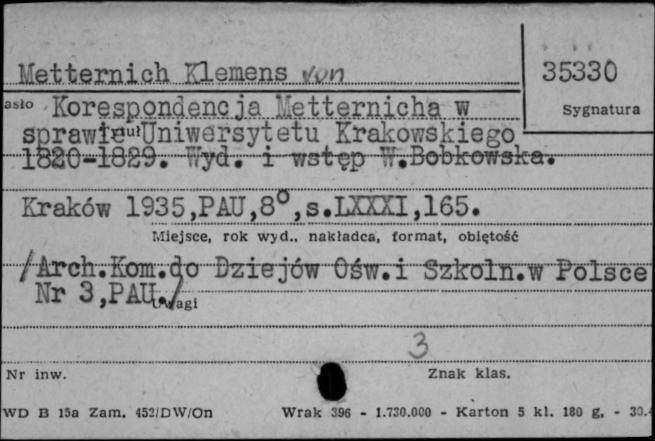 Metternich Klemens von
35330
Sygnatura
asło Korespondencja Metternicha w
sprawie Uniwersytetu Krakowskiego
1820-1829. Wyd. i wstęp W.Bobkowska.
Kraków 1935,PAU,8°,s.LXXXI,165.
Miejsce, rok wyd., nakładca, format, objętość
/Arch.Kom.do Dziejów Ośw.i Szkoln.w Polsce
Nr 3,PAU./
Uwagi
3
Nr inw.
Znak klas.
WD B 15a Zam. 452/DW/On Wrak 396 - 1.730.000 - Karton 5 kl. 180 g. - 30.4